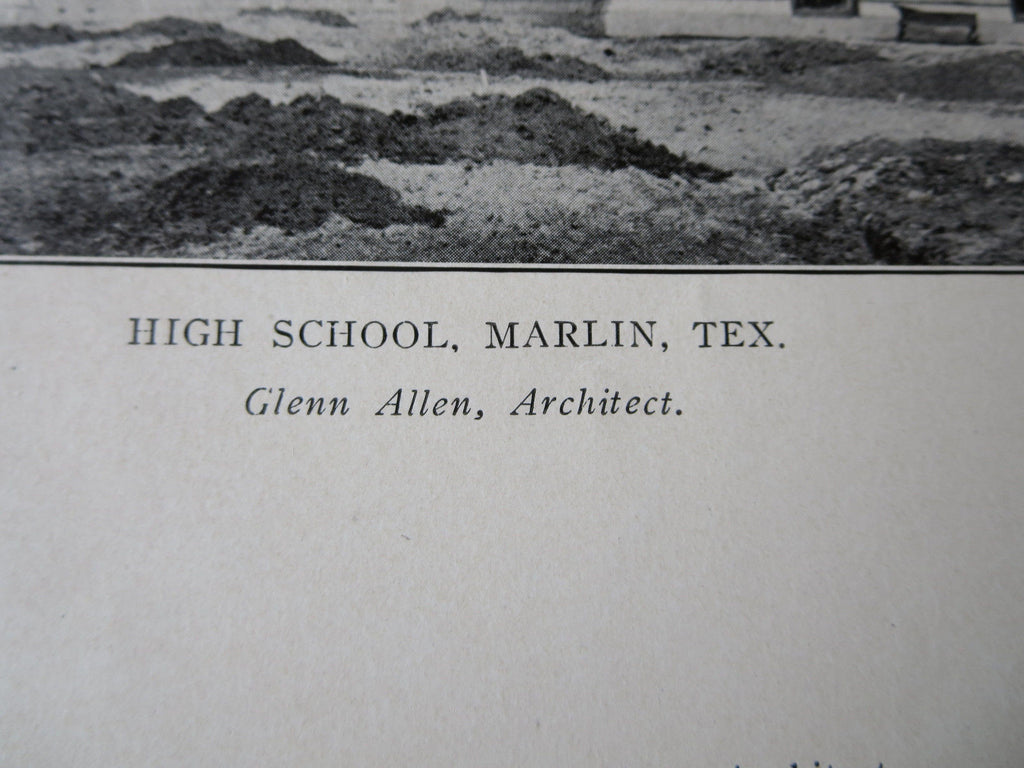 HIGH SCHOOL, MARLIN, TEX.
Glenn Allen, Architect.